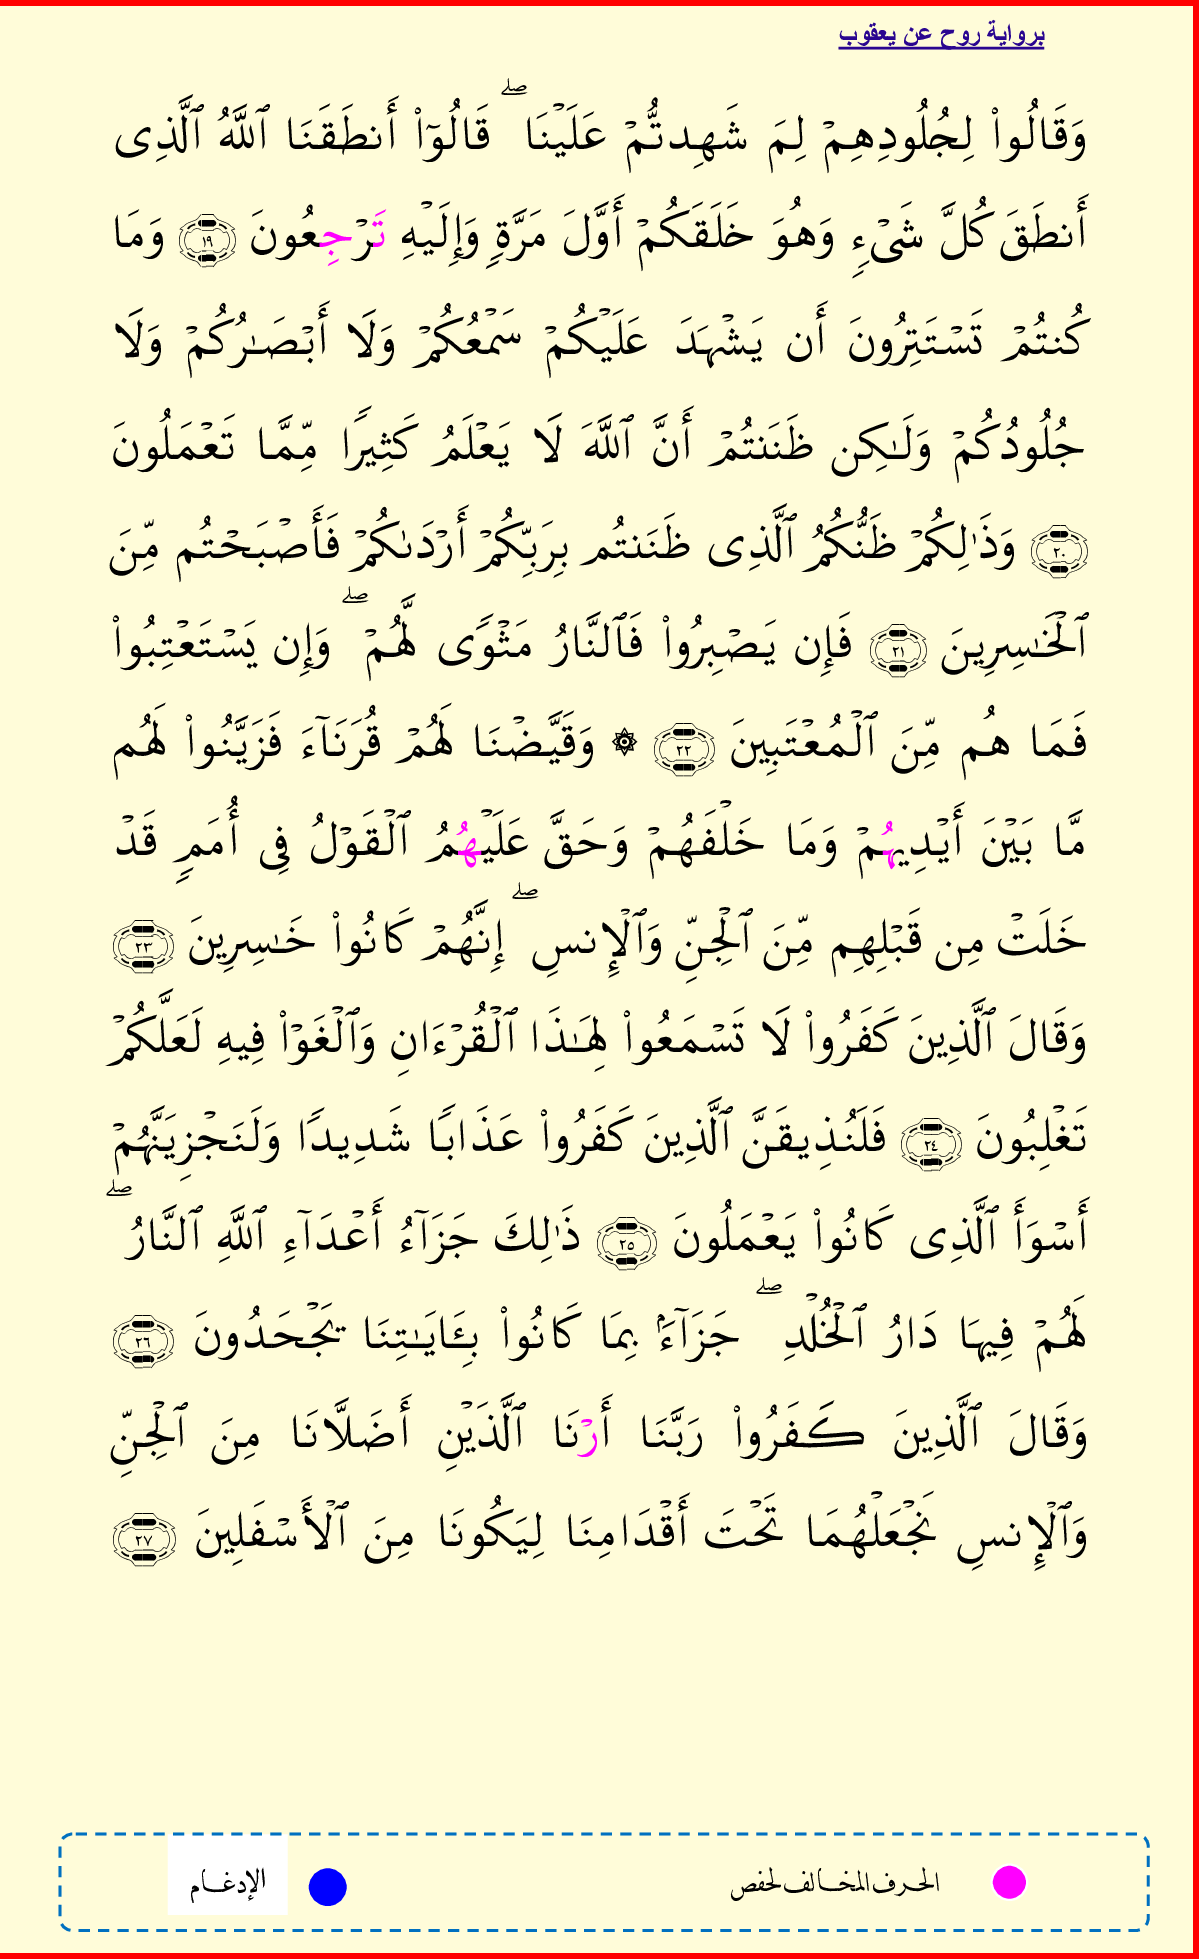 برواية روح عن يعقوب
وَقَالُوا۟ لِجُلُودِهِمْ لِمَ شَهِدتُّمْ عَلَيْنَا ۖ قَالُوٓا۟ أَنطَقَنَا ٱللَّهُ ٱلَّذِى
أَنطَقَ كُلَّ شَىْءٍ وَهُوَ خَلَقَكُمْ أَوَّلَ مَرَّةٍ وَإِلَيْهِ تَرْجِعُونَ ١٩ وَمَا
كُنتُمْ تَسْتَتِرُونَ أَن يَشْهَدَ عَلَيْكُمْ سَمْعُكُمْ وَلَا أَبْصَـٰرُكُمْ وَلَا
جُلُودُكُمْ وَلَـٰكِن ظَنَنتُمْ أَنَّ ٱللَّهَ لَا يَعْلَمُ كَثِيرًا مِّمَّا تَعْمَلُونَ
٢٠ وَذَٰلِكُمْ ظَنُّكُمُ ٱلَّذِى ظَنَنتُم بِرَبِّكُمْ أَرْدَىٰكُمْ فَأَصْبَحْتُم مِّنَ
ٱلْخَـٰسِرِينَ ٢١ فَإِن يَصْبِرُوا۟ فَٱلنَّارُ مَثْوًى لَّهُمْ ۖ وَإِن يَسْتَعْتِبُوا۟
فَمَا هُم مِّنَ ٱلْمُعْتَبِينَ ٢٢ ۞ وَقَيَّضْنَا لَهُمْ قُرَنَآءَ فَزَيَّنُوا۟ لَهُم
مَّا بَيْنَ أَيْدِيهُمْ وَمَا خَلْفَهُمْ وَحَقَّ عَلَيْهُمُ ٱلْقَوْلُ فِى أُمَمٍ قَدْ
خَلَتْ مِن قَبْلِهِم مِّنَ ٱلْجِنِّ وَٱلْإِنسِ ۖ إِنَّهُمْ كَانُوا۟ خَـٰسِرِينَ ٢٣
وَقَالَ ٱلَّذِينَ كَفَرُوا۟ لَا تَسْمَعُوا۟ لِهَـٰذَا ٱلْقُرْءَانِ وَٱلْغَوْا۟ فِيهِ لَعَلَّكُمْ
تَغْلِبُونَ ٢٤ فَلَنُذِيقَنَّ ٱلَّذِينَ كَفَرُوا۟ عَذَابًا شَدِيدًا وَلَنَجْزِيَنَّهُمْ
أَسْوَأَ ٱلَّذِى كَانُوا۟ يَعْمَلُونَ ٢٥ ذَٰلِكَ جَزَآءُ أَعْدَآءِ ٱللَّهِ ٱلنَّارُ ۖ
لَهُمْ فِيهَا دَارُ ٱلْخُلْدِ ۖ جَزَآءًۢ بِمَا كَانُوا۟ بِـَٔايَـٰتِنَا يَجْحَدُونَ ٢٦
وَقَالَ ٱلَّذِينَ كَفَرُوا۟ رَبَّنَا أَرْنَا ٱلَّذَيْنِ أَضَلَّانَا مِنَ ٱلْجِنِّ
وَٱلْإِنسِ نَجْعَلْهُمَا تَحْتَ أَقْدَامِنَا لِيَكُونَا مِنَ ٱلْأَسْفَلِينَ ٢٧
الحرف المخالف لحفص
الإدغام